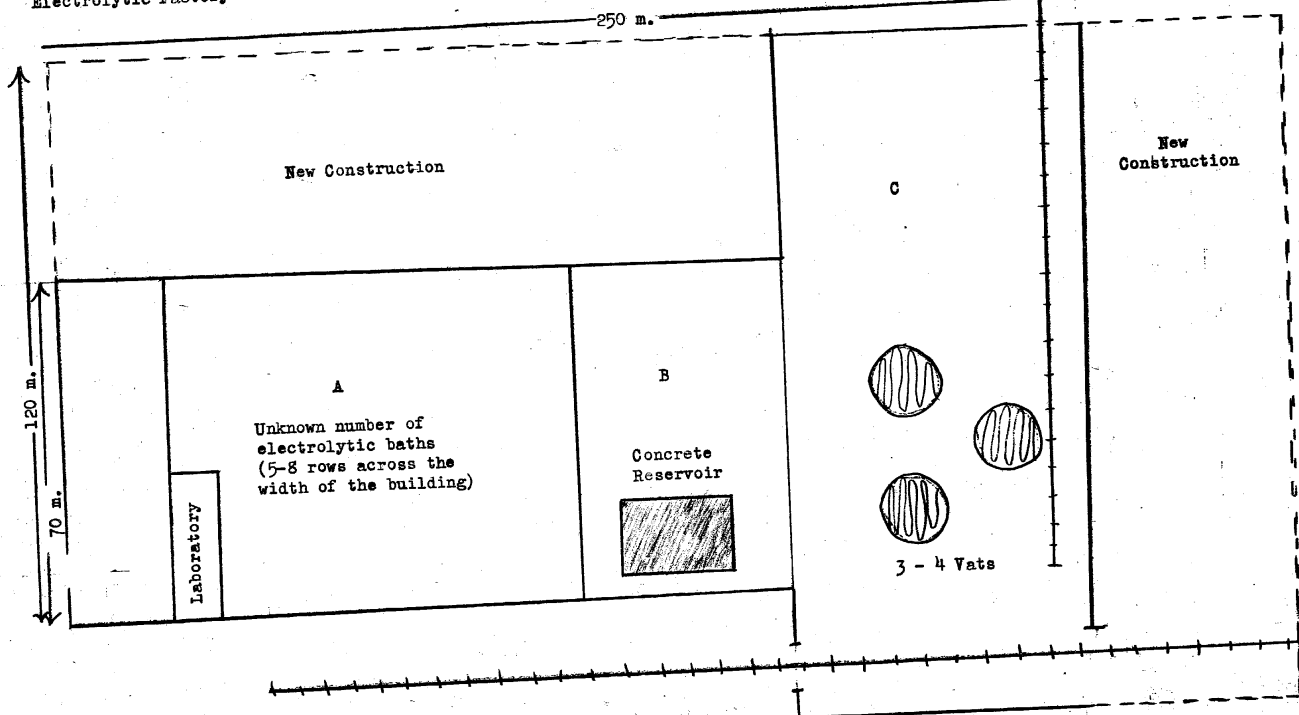 Electrolytic Factory
250 m.
New Construction
New
Construction
C
120 m.
70 m.
A
Unknown number of
electrolytic baths
(5-8 rows across the
width of the building)
Laboratory
B
Concrete
Reservoir
3 - 4 Vats